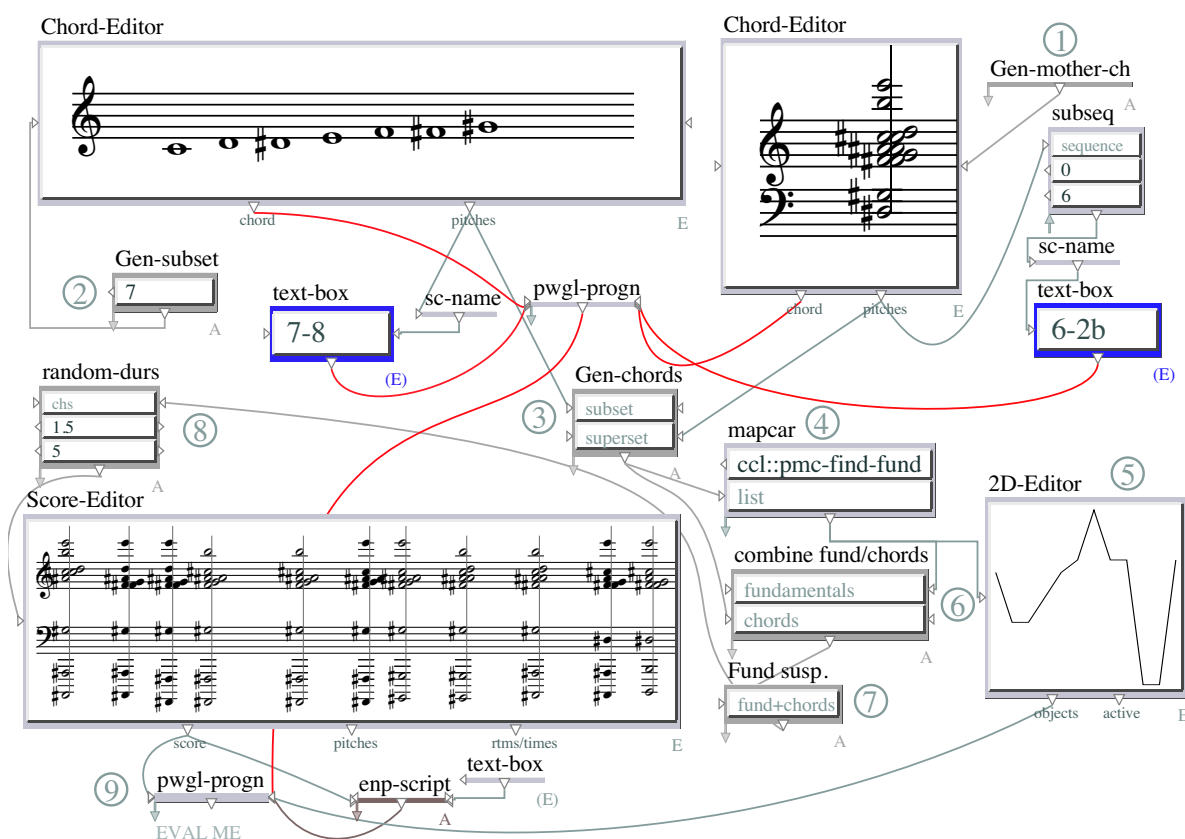 Chord-Editor
chord
pitches
E
Chord-Editor
chord
pitches
E
1
Gen-mother-ch
A
subseq
sequence
0
6
sc-name
text-box
6-2b
(E)
2
Gen-subset
7
A
text-box
7-8
(E)
sc-name
pwgl-progn
random-durs
chs
1.5
5
A
8
3
Gen-chords
subset
superset
A
4
mapcar
ccl::pmc-find-fund
list
5
2D-Editor
objects
active
E
combine fund/chords
fundamentals
chords
A
6
Fund susp.
fund+chords
A
7
Score-Editor
score
pitches
rtms/times
E
9
pwgl-progn
EVAL ME
enp-script
A
text-box
(E)